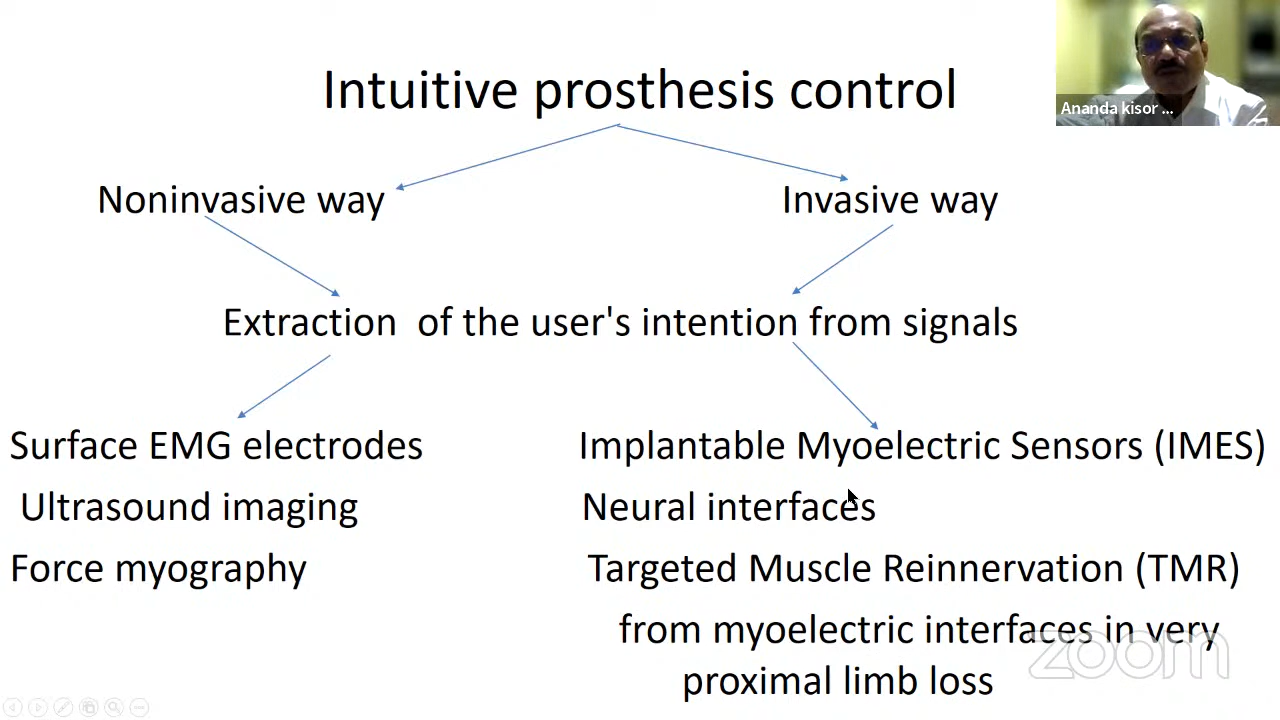 Intuitive prosthesis control
Ananda kisor ...
Noninvasive way
Invasive way
Extraction of the user's intention from signals
Surface EMG electrodes
Implantable Myoelectric Sensors (IMES)
Ultrasound imaging
Neural interfaces
Force myography
Targeted Muscle Reinnervation (TMR)
from myoelectric interfaces in very
proximal limb loss
zoom